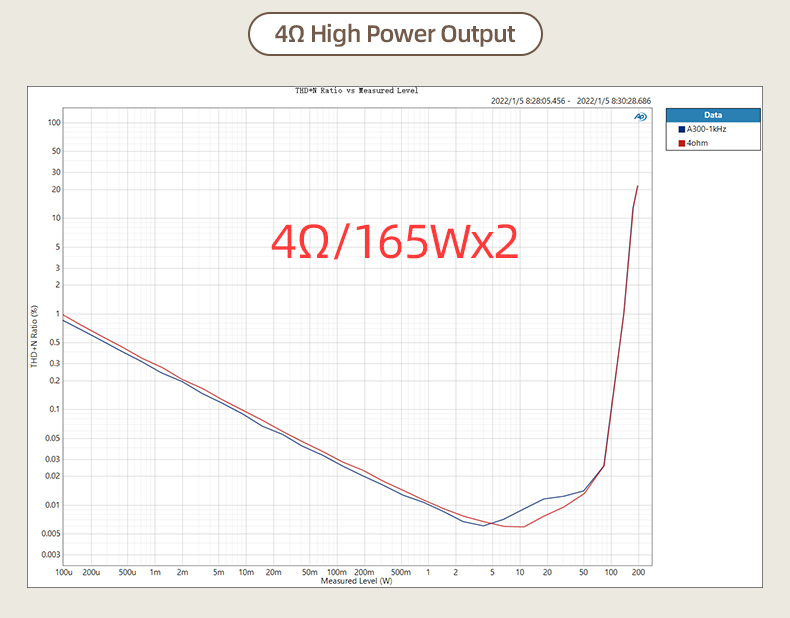 4Ω High Power Output
THD+N Ratio vs Measured Level
2022/1/5 8:28:05.456 - 2022/1/5 8:30:28.686
Data
A300-1kHz
4ohm
4Ω/165Wx2
THD+N Ratio (%)
100
50
30
20
10
5
3
2
1
0.5
0.3
0.2
0.1
0.05
0.03
0.02
0.01
0.005
0.003
100u 200u 500u 1m 2m 5m 10m 20m 50m 100m 200m 500m 1 2 5 10 20 50 100 200
Measured Level (W)